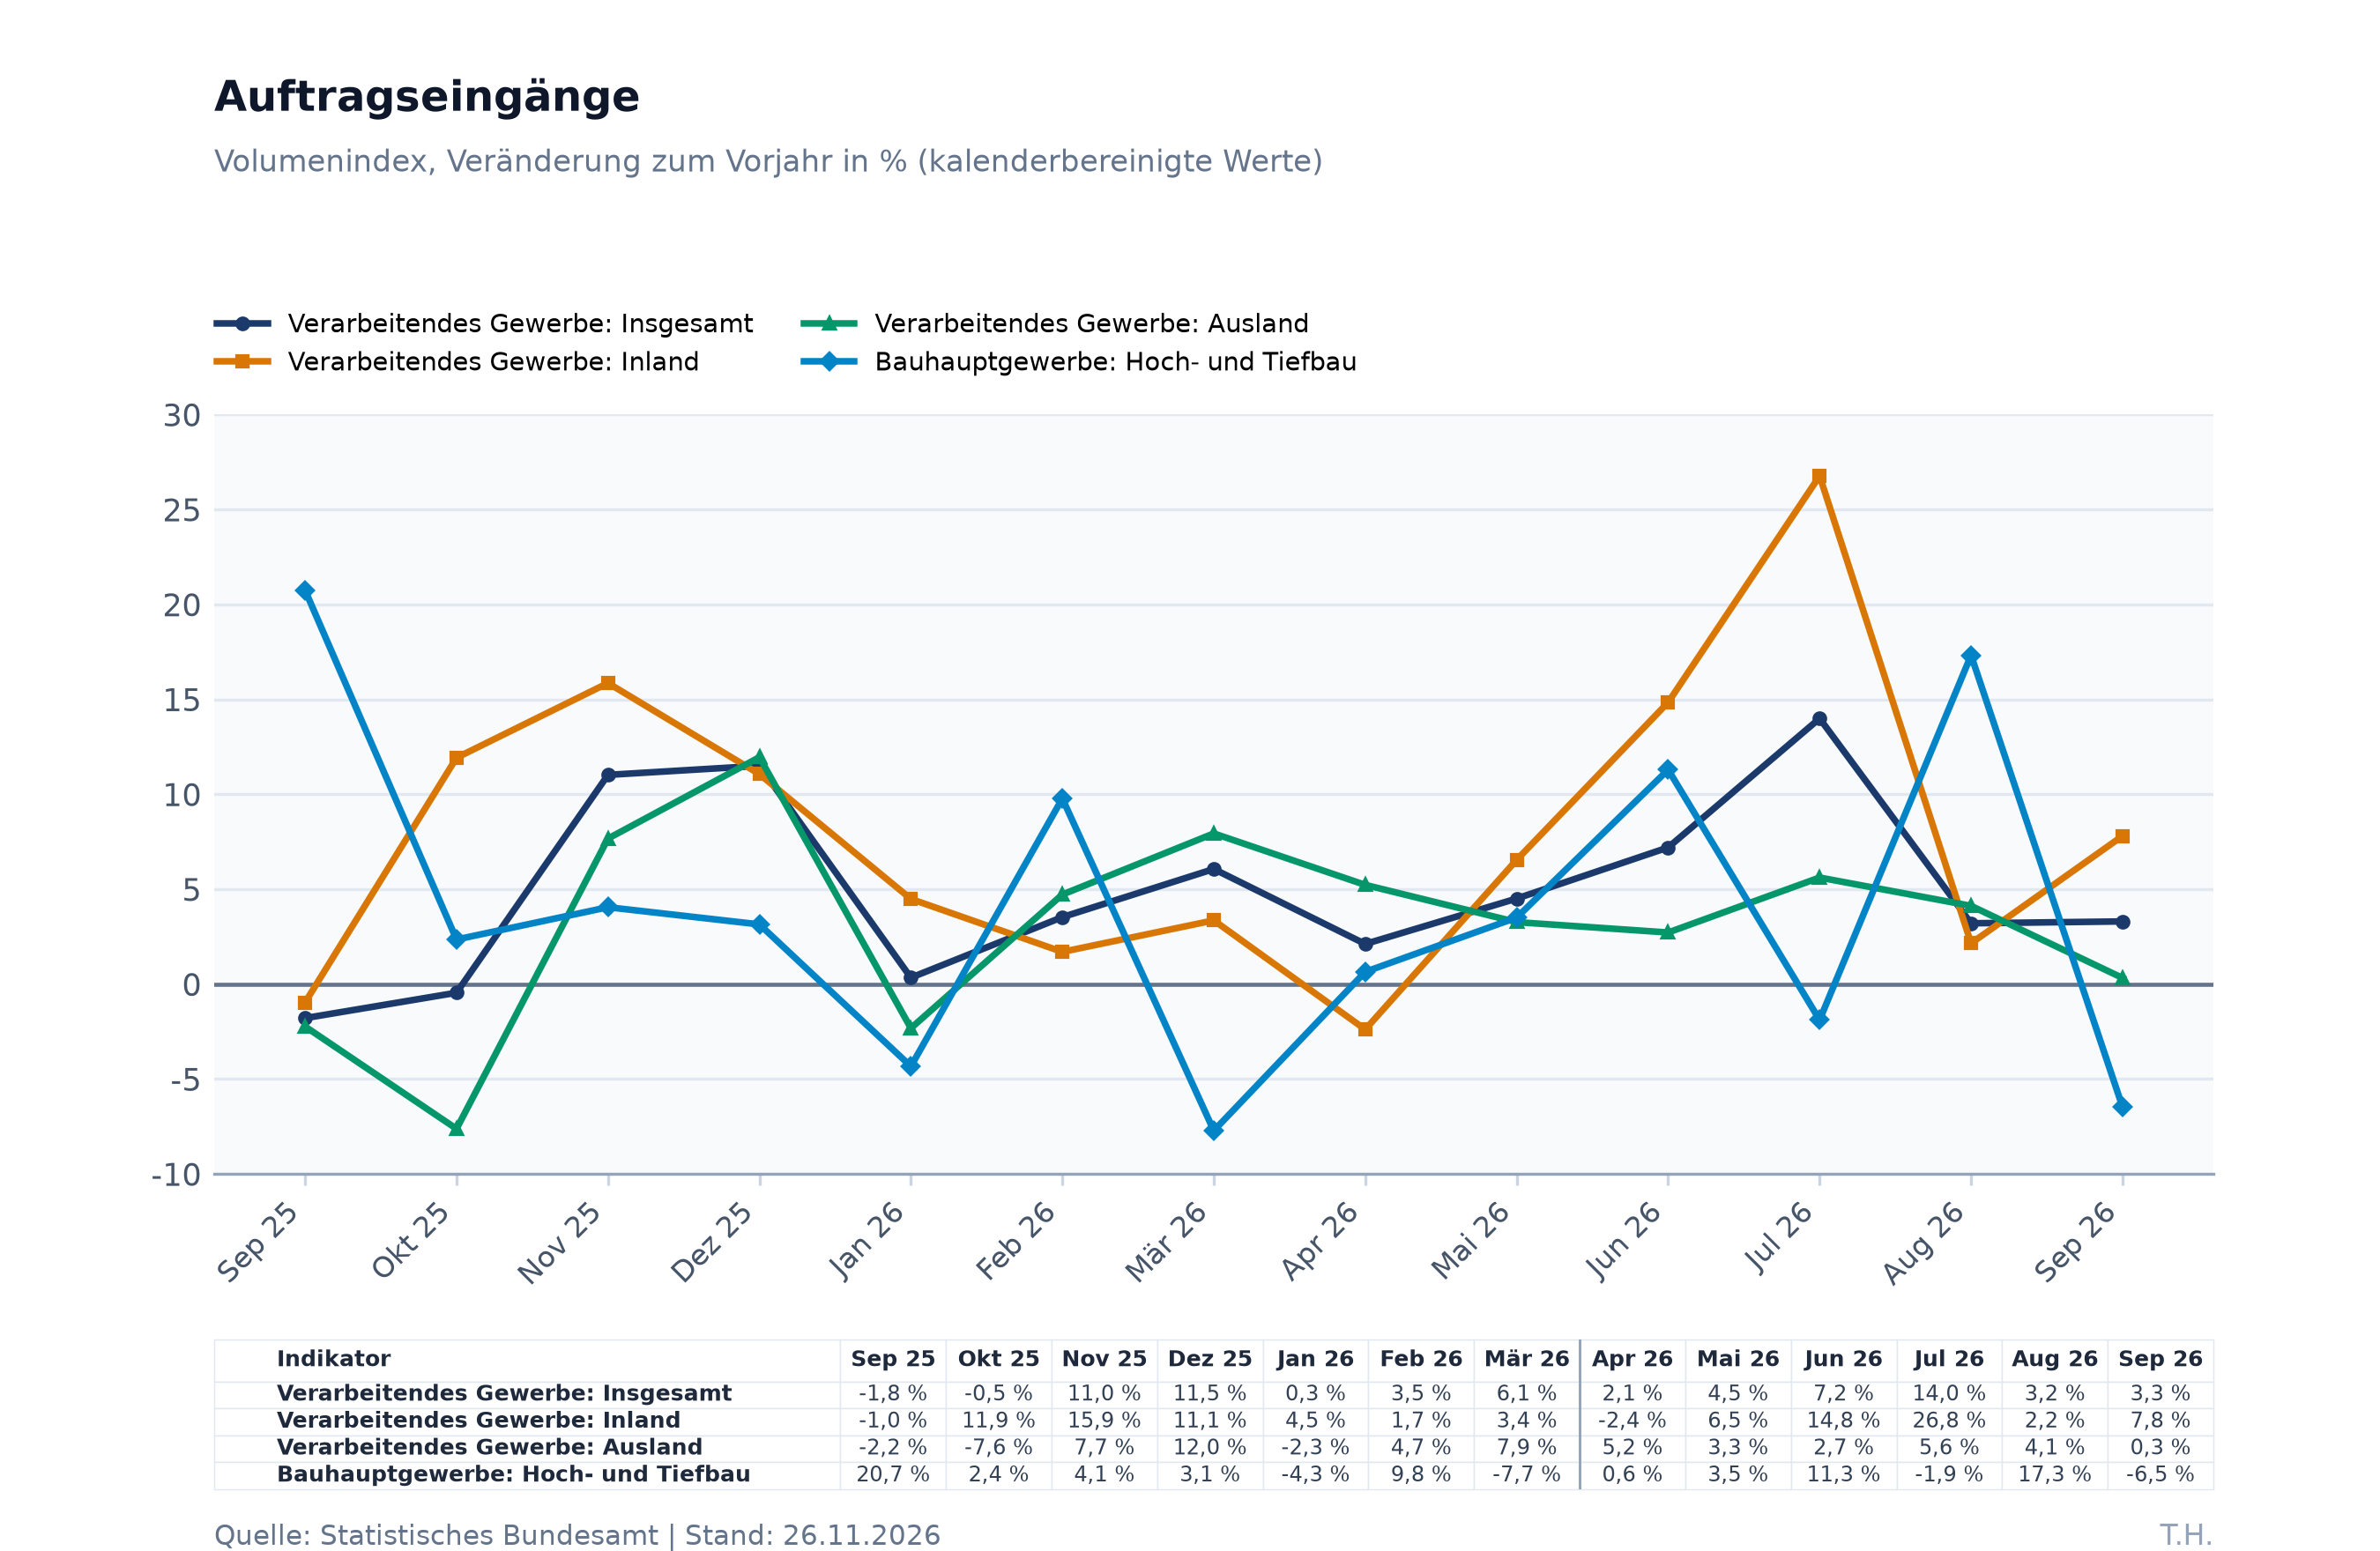 Auftragseingänge
Volumenindex, Veränderung zum Vorjahr in % (kalenderbereinigte Werte)
Verarbeitendes Gewerbe: Insgesamt
Verarbeitendes Gewerbe: Inland
Verarbeitendes Gewerbe: Ausland
Bauhauptgewerbe: Hoch- und Tiefbau
30
25
20
15
10
5
0
-5
-10
Sep 25
Okt 25
Nov 25
Dez 25
Jan 26
Feb 26
Mär 26
Apr 26
Mai 26
Jun 26
Jul 26
Aug 26
Sep 26
Indikator Sep 25 Okt 25 Nov 25 Dez 25 Jan 26 Feb 26 Mär 26 Apr 26 Mai 26 Jun 26 Jul 26 Aug 26 Sep 26
Verarbeitendes Gewerbe: Insgesamt -1,8 % -0,5 % 11,0 % 11,5 % 0,3 % 3,5 % 6,1 % 2,1 % 4,5 % 7,2 % 14,0 % 3,2 % 3,3 %
Verarbeitendes Gewerbe: Inland -1,0 % 11,9 % 15,9 % 11,1 % 4,5 % 1,7 % 3,4 % -2,4 % 6,5 % 14,8 % 26,8 % 2,2 % 7,8 %
Verarbeitendes Gewerbe: Ausland -2,2 % -7,6 % 7,7 % 12,0 % -2,3 % 4,7 % 7,9 % 5,2 % 3,3 % 2,7 % 5,6 % 4,1 % 0,3 %
Bauhauptgewerbe: Hoch- und Tiefbau 20,7 % 2,4 % 4,1 % 3,1 % -4,3 % 9,8 % -7,7 % 0,6 % 3,5 % 11,3 % -1,9 % 17,3 % -6,5 %
Quelle: Statistisches Bundesamt | Stand: 26.11.2026
T.H.